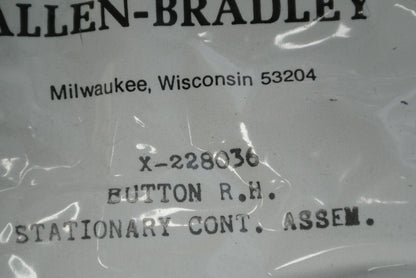 ALLEN-BRADLEY
Milwaukee, Wisconsin 53204
X-228036
BUTTON R.H.
STATIONARY CONT. ASSEM.